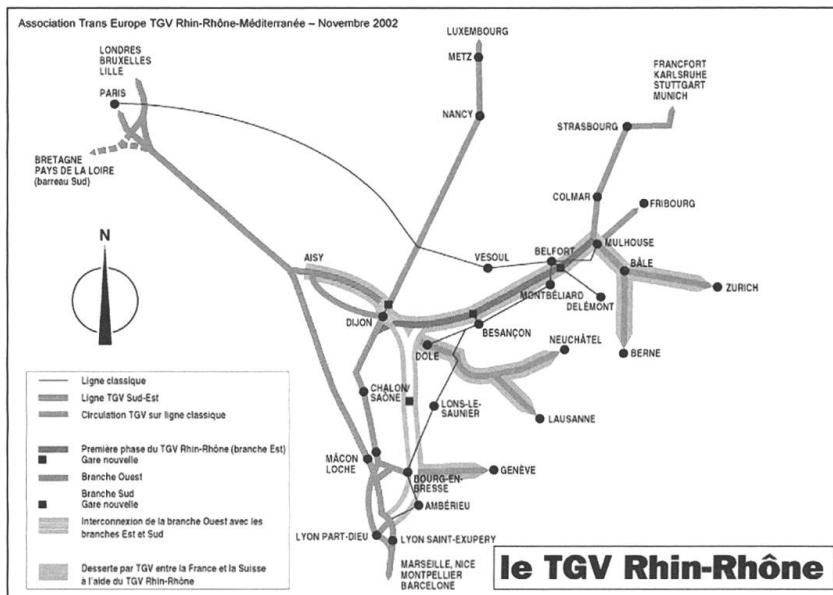 Association Trans Europe TGV Rhin-Rhône-Méditerranée – Novembre 2002
LUXEMBOURG
METZ
LONDRES
BRUXELLES
LILLE
PARIS
FRANCFORT
KARLSRUHE
STUTTGART
MUNICH
NANCY
STRASBOURG
BRETAGNE
PAYS DE LA LOIRE
(barreau Sud)
COLMAR
FRIBOURG
N
AISY
VESOUL
BELFORT
MULHOUSE
BÂLE
ZURICH
MONTBÉLIARD
DELÉMONT
DIJON
BESANÇON
NEUCHÂTEL
BERNE
DOLE
CHALON/
SAÔNE
LONS-LE-
SAUNIER
LAUSANNE
MÂCON
LOCHE
BOURG-EN-
BRESSE
GENÈVE
AMBÉRIEU
LYON PART-DIEU
LYON SAINT-EXUPERY
MARSEILLE, NICE
MONTPELLIER
BARCELONE
Ligne classique
Ligne TGV Sud-Est
Circulation TGV sur ligne classique
Première phase du TGV Rhin-Rhône (branche Est)
Gare nouvelle
Branche Ouest
Branche Sud
Gare nouvelle
Interconnexion de la branche Ouest avec les
branches Est et Sud
Desserte par TGV entre la France et la Suisse
à l'aide du TGV Rhin-Rhône
le TGV Rhin-Rhône